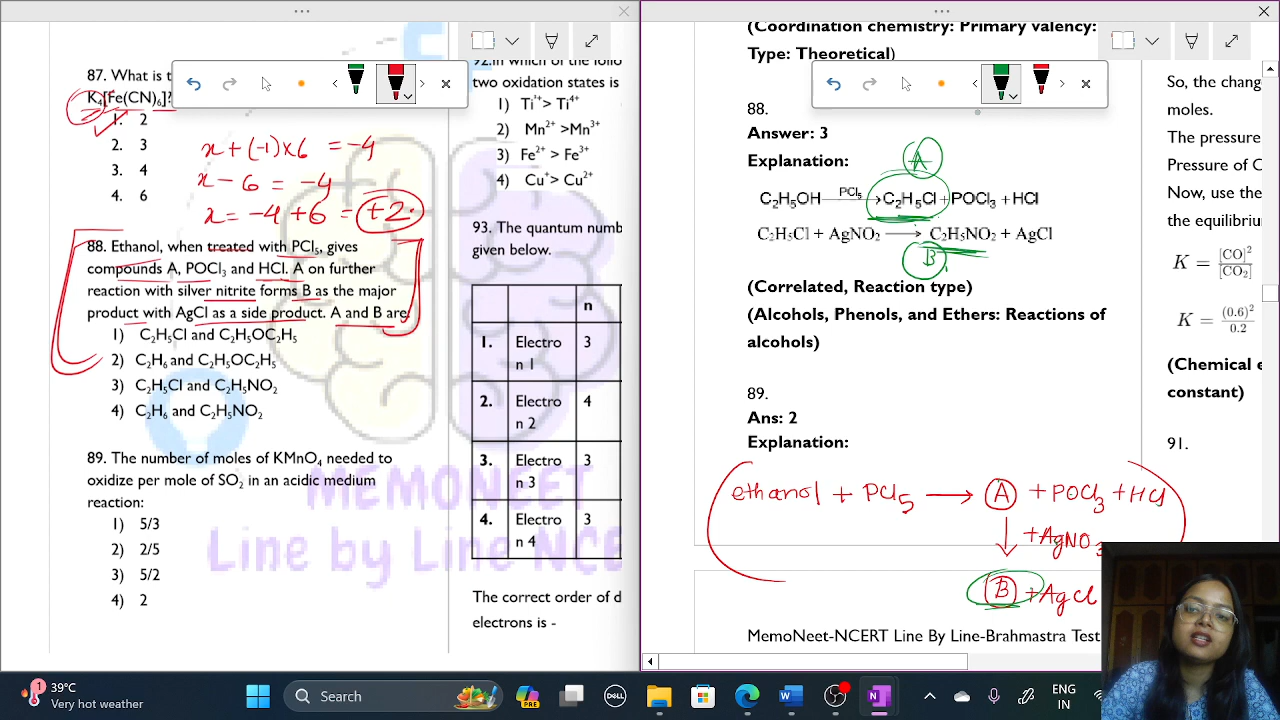 87. What is t
K₄[Fe(CN)₆]?
1. 2
2. 3
3. 4
4. 6
x + (-1)×6 = -4
x - 6 = -4
x = -4 + 6 = +2.
88. Ethanol, when treated with PCl₅, gives
compounds A, POCl₃ and HCl. A on further
reaction with silver nitrite forms B as the major
product with AgCl as a side product. A and B are.
1) C₂H₅Cl and C₂H₅OC₂H₅
2) C₂H₆ and C₂H₅OC₂H₅
3) C₂H₅Cl and C₂H₅NO₂
4) C₂H₆ and C₂H₅NO₂
89. The number of moles of KMnO₄ needed to
oxidize per mole of SO₂ in an acidic medium
reaction:
1) 5/3
2) 2/5
3) 5/2
4) 2
MEMONEET
Line by Line NCE
92.In which of the follo
two oxidation states is
1) Ti³⁺> Ti⁴⁺
2) Mn²⁺ >Mn³⁺
3) Fe²⁺ > Fe³⁺
4) Cu⁺> Cu²⁺
93. The quantum numb
given below.
n
1. Electro 3
n 1
2. Electro 4
n 2
3. Electro 3
n 3
4. Electro 3
n 4
The correct order of d
electrons is -
(Coordination chemistry: Primary valency:
Type: Theoretical)
88.
Answer: 3
Explanation:
A
C₂H₅OH PCl₅ → C₂H₅Cl + POCl₃ + HCl
C₂H₅Cl + AgNO₂ → C₂H₅NO₂ + AgCl
B
(Correlated, Reaction type)
(Alcohols, Phenols, and Ethers: Reactions of
alcohols)
89.
Ans: 2
Explanation:
ethanol + PCl₅ → A + POCl₃ + HCl
↓ +AgNO₃
B + AgCl
MemoNeet-NCERT Line By Line-Brahmastra Test
So, the chang
moles.
The pressure
Pressure of C
Now, use the
the equilibriu
K = [CO]²
[CO₂]
K = (0.6)²
0.2
(Chemical e
constant)
91.
1
39°C
Very hot weather
Search
PRE
DELL
W
N
ENG
IN